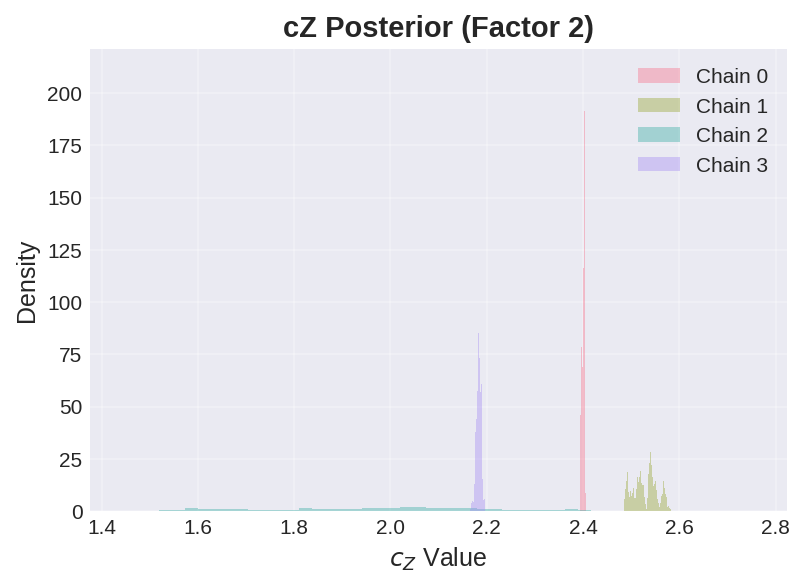 cZ Posterior (Factor 2)
Chain 0
Chain 1
Chain 2
Chain 3
Density
200
175
150
125
100
75
50
25
0
1.4 1.6 1.8 2.0 2.2 2.4 2.6 2.8
c_Z Value